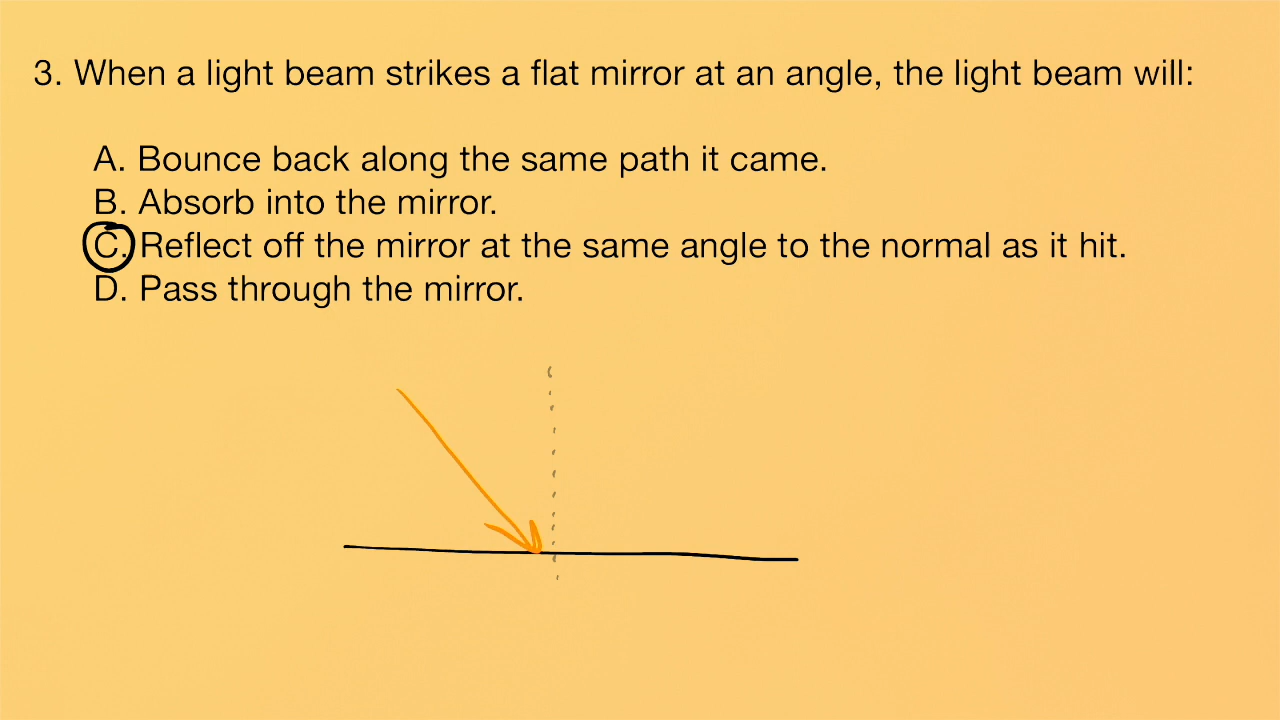 3. When a light beam strikes a flat mirror at an angle, the light beam will:
A. Bounce back along the same path it came.
B. Absorb into the mirror.
C. Reflect off the mirror at the same angle to the normal as it hit.
D. Pass through the mirror.